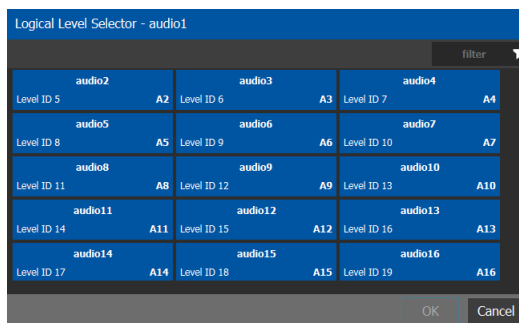 Logical Level Selector - audio1
filter
audio2 audio3 audio4
Level ID 5 A2 Level ID 6 A3 Level ID 7 A4
audio5 audio6 audio7
Level ID 8 A5 Level ID 9 A6 Level ID 10 A7
audio8 audio9 audio10
Level ID 11 A8 Level ID 12 A9 Level ID 13 A10
audio11 audio12 audio13
Level ID 14 A11 Level ID 15 A12 Level ID 16 A13
audio14 audio15 audio16
Level ID 17 A14 Level ID 18 A15 Level ID 19 A16
OK Cancel